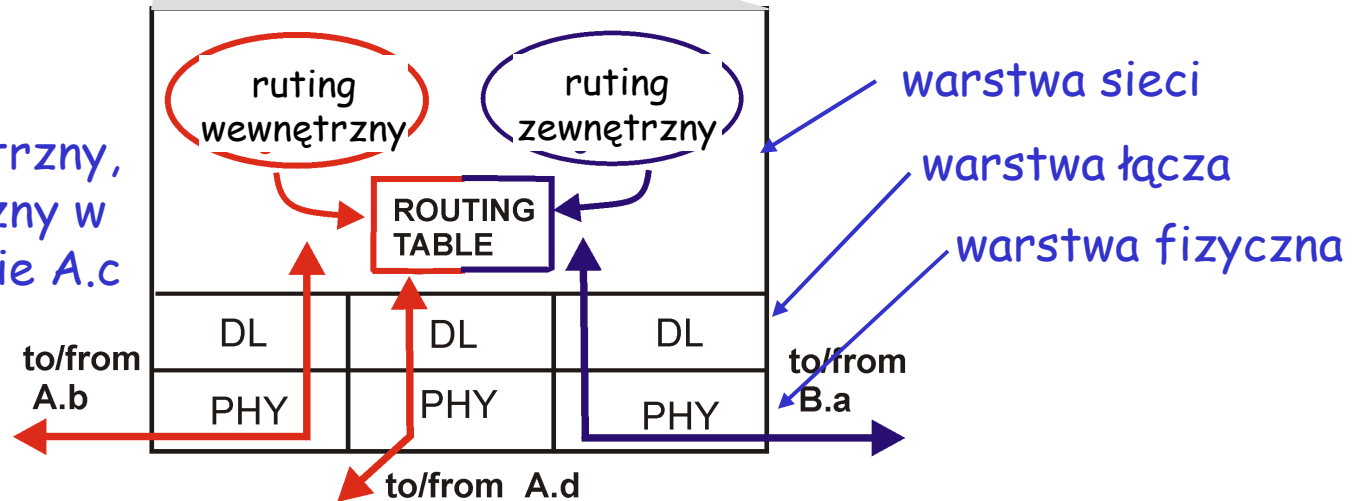 ruting
wewnętrzny
ruting
zewnętrzny
warstwa sieci
trzny,
zny w
ie A.c
warstwa łącza
ROUTING
TABLE
warstwa fizyczna
DL
DL
DL
to/from
A.b
to/from
B.a
PHY
PHY
PHY
to/from A.d